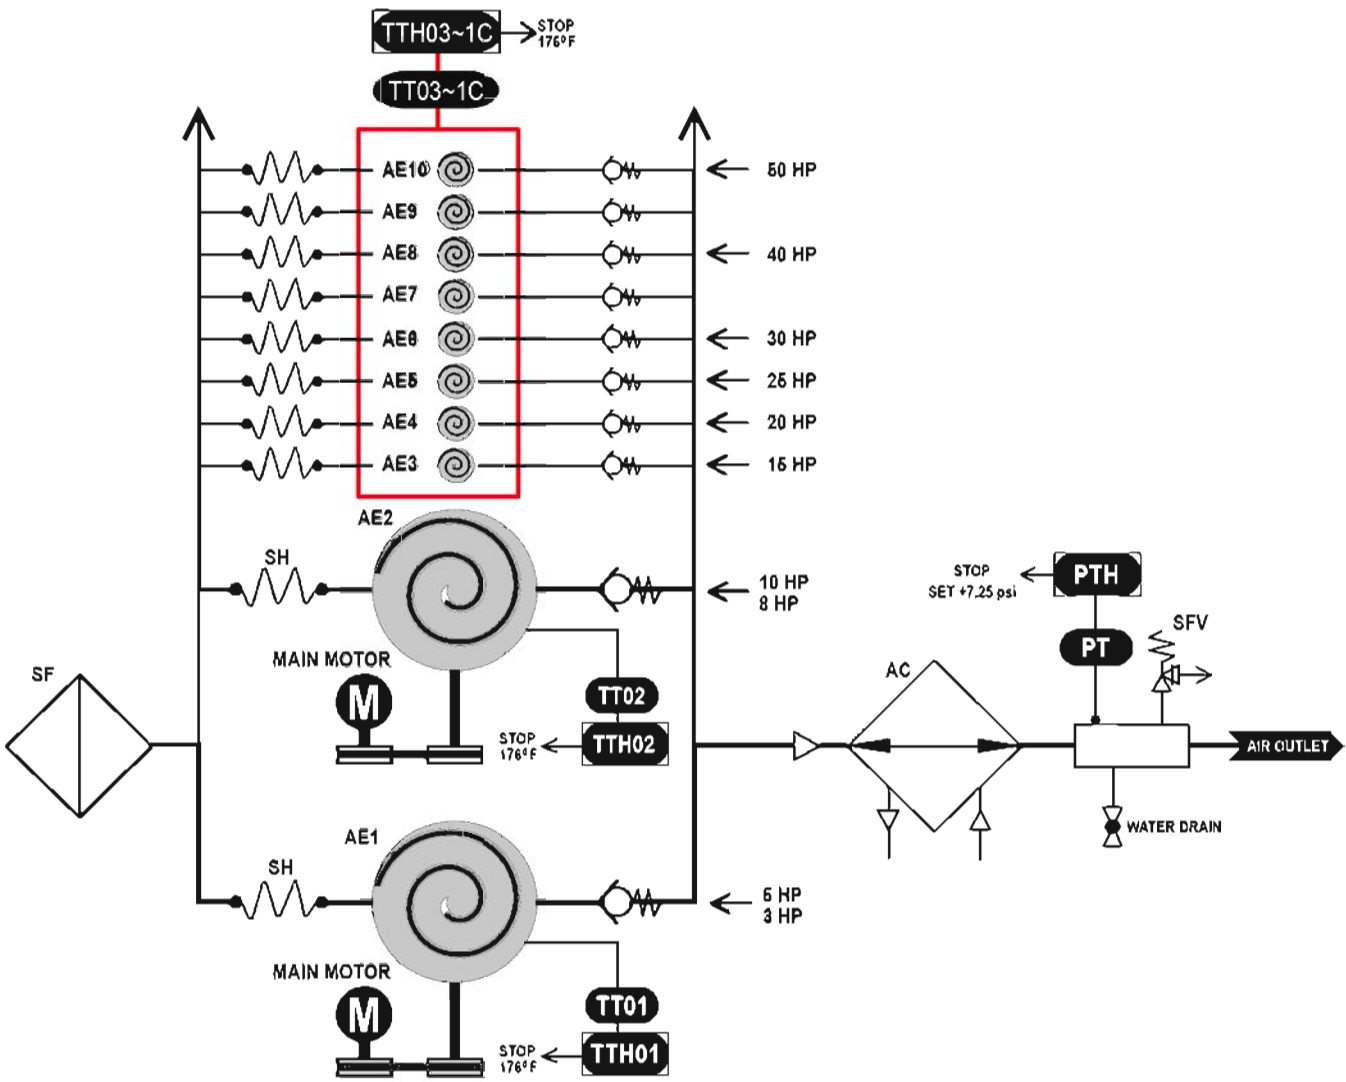 TTH03~1C
STOP
176°F
TT03~1C
AE10
50 HP
AE9
AE8
40 HP
AE7
AE6
30 HP
AE5
25 HP
AE4
20 HP
AE3
15 HP
AE2
SH
10 HP
8 HP
MAIN MOTOR
M
TT02
TTH02
STOP
176°F
SF
STOP
SET +7.25 psi
PTH
PT
SFV
AC
AIR OUTLET
WATER DRAIN
AE1
SH
5 HP
3 HP
MAIN MOTOR
M
TT01
TTH01
STOP
176°F